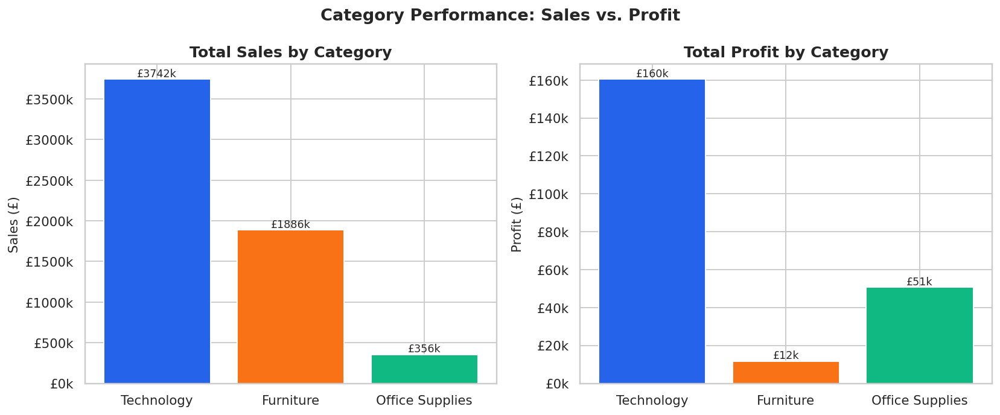 Category Performance: Sales vs. Profit
Total Sales by Category
Sales (£)
£3500k
£3000k
£2500k
£2000k
£1500k
£1000k
£500k
£0k
£3742k
£1886k
£356k
Technology
Furniture
Office Supplies
Total Profit by Category
Profit (£)
£160k
£140k
£120k
£100k
£80k
£60k
£40k
£20k
£0k
£160k
£12k
£51k
Technology
Furniture
Office Supplies